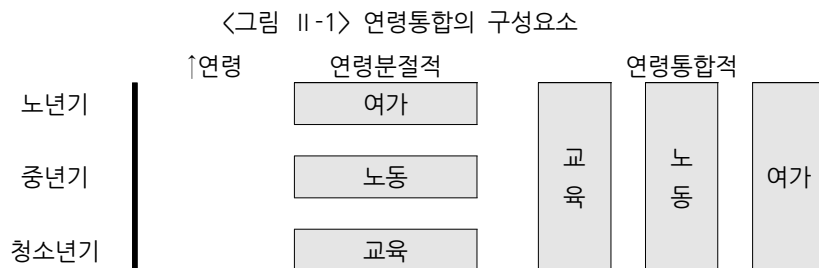 〈그림 Ⅱ-1〉 연령통합의 구성요소
↑연령 연령분절적 연령통합적
노년기 여가
중년기 노동 교육 노동 여가
청소년기 교육